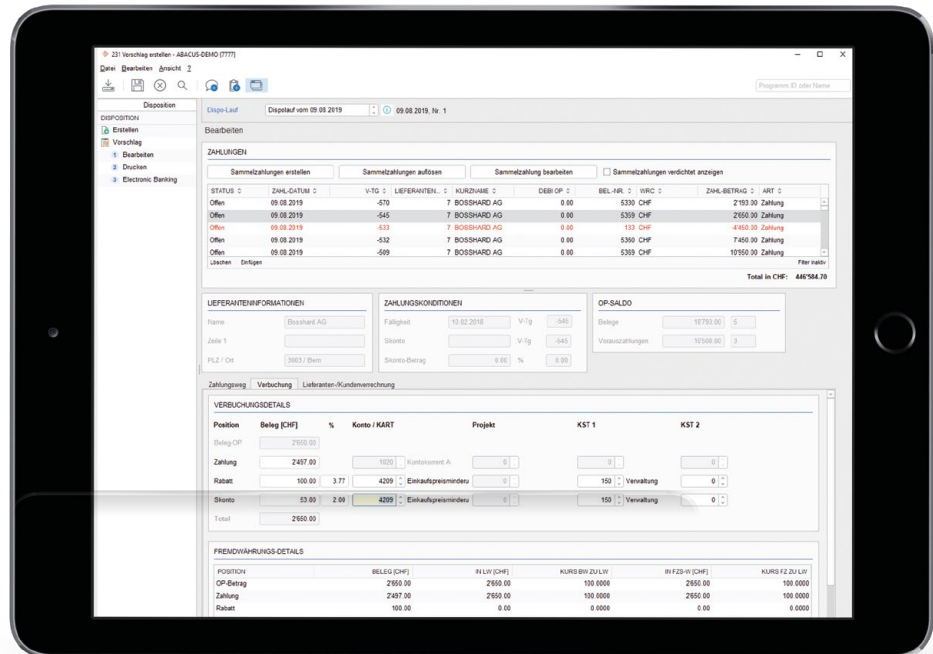 231 Vorschlag erstellen - ABACUS-DEMO [7777]
Datei Bearbeiten Ansicht ?
Programm ID oder Name
Disposition
DISPOSITION
Erstellen
Vorschlag
1 Bearbeiten
2 Drucken
3 Electronic Banking
Dispo-Lauf Dispolauf vom 09.08.2019 09.08.2019, Nr. 1
Bearbeiten
ZAHLUNGEN
Sammelzahlungen erstellen Sammelzahlungen auflösen Sammelzahlung bearbeiten Sammelzahlungen verdichtet anzeigen
STATUS ZAHL-DATUM V-TG LIEFERANTEN... KURZNAME DEBI OP BEL.-NR. WRC ZAHL-BETRAG ART
Offen 09.08.2019 -570 7 BOSSHARD AG 0.00 5330 CHF 2'193.00 Zahlung
Offen 09.08.2019 -545 7 BOSSHARD AG 0.00 5359 CHF 2'650.00 Zahlung
Offen 09.08.2019 -533 7 BOSSHARD AG 0.00 133 CHF -4'450.00 Zahlung
Offen 09.08.2019 -532 7 BOSSHARD AG 0.00 5360 CHF 7'450.00 Zahlung
Offen 09.08.2019 -509 7 BOSSHARD AG 0.00 5369 CHF 10'550.00 Zahlung
Löschen Einfügen Filter inaktiv
Total in CHF: 446'584.70
LIEFERANTENINFORMATIONEN ZAHLUNGSKONDITIONEN OP-SALDO
Name Bosshard AG Fälligkeit 10.02.2018 V-Tg -545 Belege 18'793.00 5
Zeile 1 Skonto V-Tg -545 Vorauszahlungen 10'508.00 3
PLZ / Ort 3003 / Bern Skonto-Betrag 0.00 % 0.00
Zahlungsweg Verbuchung Lieferanten-/Kundenverrechnung
VERBUCHUNGSDETAILS
Position Beleg [CHF] % Konto / KART Projekt KST 1 KST 2
Beleg-OP 2'650.00
Zahlung 2'497.00 1020 Kontokorrent A 0 0 0
Rabatt 100.00 3.77 4209 Einkaufspreisminderu 0 150 Verwaltung 0
Skonto 53.00 2.00 4209 Einkaufspreisminderu 0 150 Verwaltung 0
Total 2'650.00
FREMDWÄHRUNGS-DETAILS
POSITION BELEG [CHF] IN LW [CHF] KURS BW ZU LW IN FZS-W [CHF] KURS FZ ZU LW
OP-Betrag 2'650.00 2'650.00 100.0000 2'650.00 100.0000
Zahlung 2'497.00 2'650.00 100.0000 2'650.00 100.0000
Rabatt 100.00 0.00 0.0000 0.00 0.0000